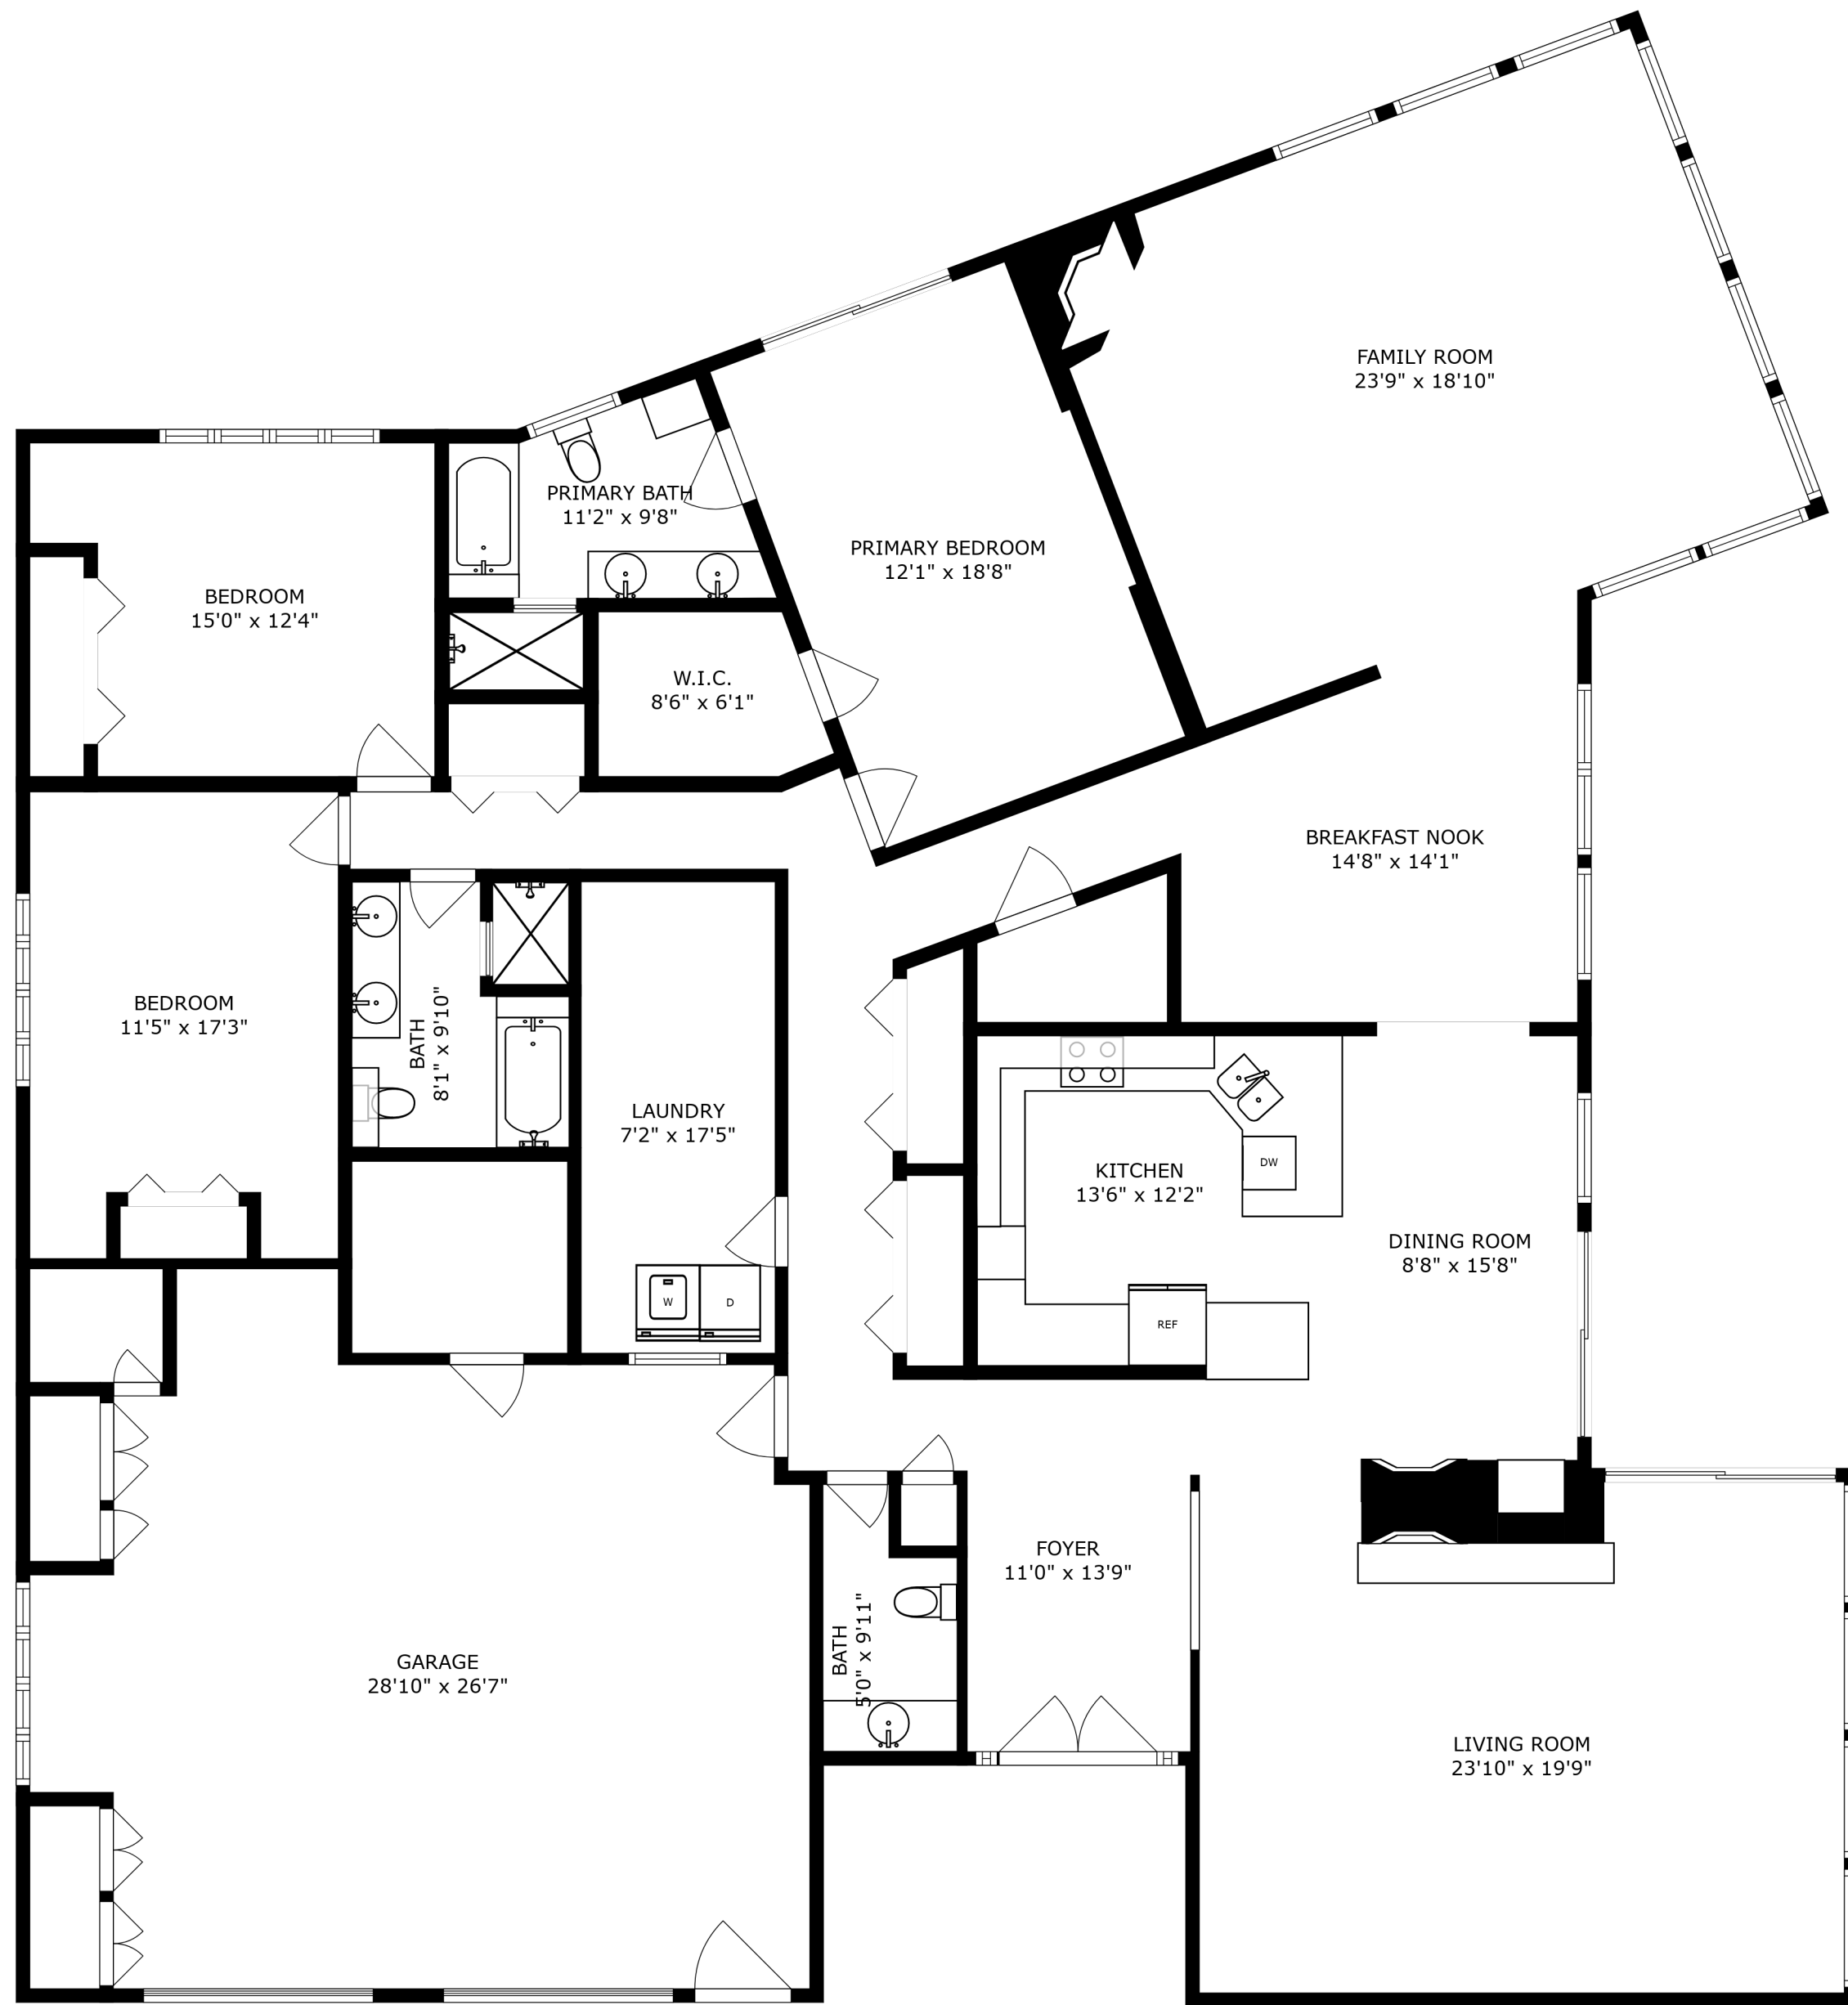 FAMILY ROOM
23'9" x 18'10"
PRIMARY BATH
11'2" x 9'8"
PRIMARY BEDROOM
12'1" x 18'8"
BEDROOM
15'0" x 12'4"
W.I.C.
8'6" x 6'1"
BREAKFAST NOOK
14'8" x 14'1"
BEDROOM
11'5" x 17'3"
BATH
8'1" x 9'10"
LAUNDRY
7'2" x 17'5"
KITCHEN
13'6" x 12'2"
DW
DINING ROOM
8'8" x 15'8"
W
D
REF
FOYER
11'0" x 13'9"
BATH
5'0" x 9'11"
GARAGE
28'10" x 26'7"
LIVING ROOM
23'10" x 19'9"